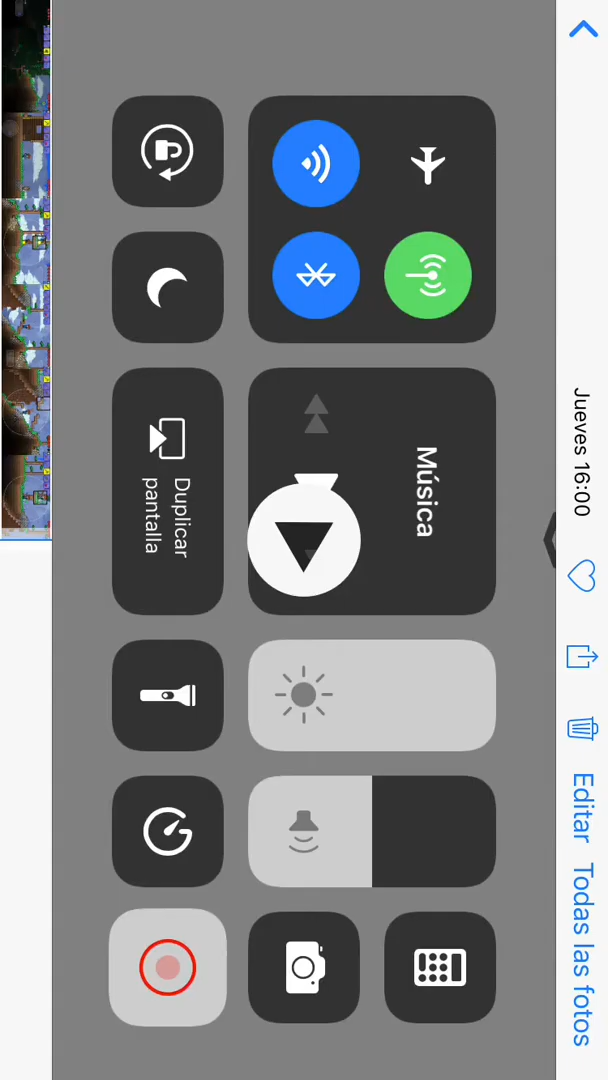 Jueves 16:00
Editar
Todas las fotos
Música
Duplicar
pantalla